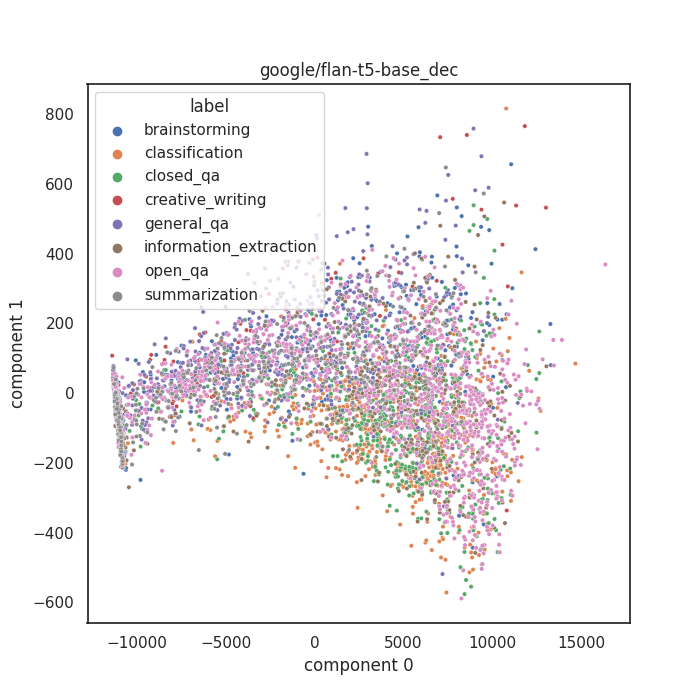 google/flan-t5-base_dec
label
brainstorming
classification
closed_qa
creative_writing
general_qa
information_extraction
open_qa
summarization
component 1
800
600
400
200
0
−200
−400
−600
−10000 −5000 0 5000 10000 15000
component 0